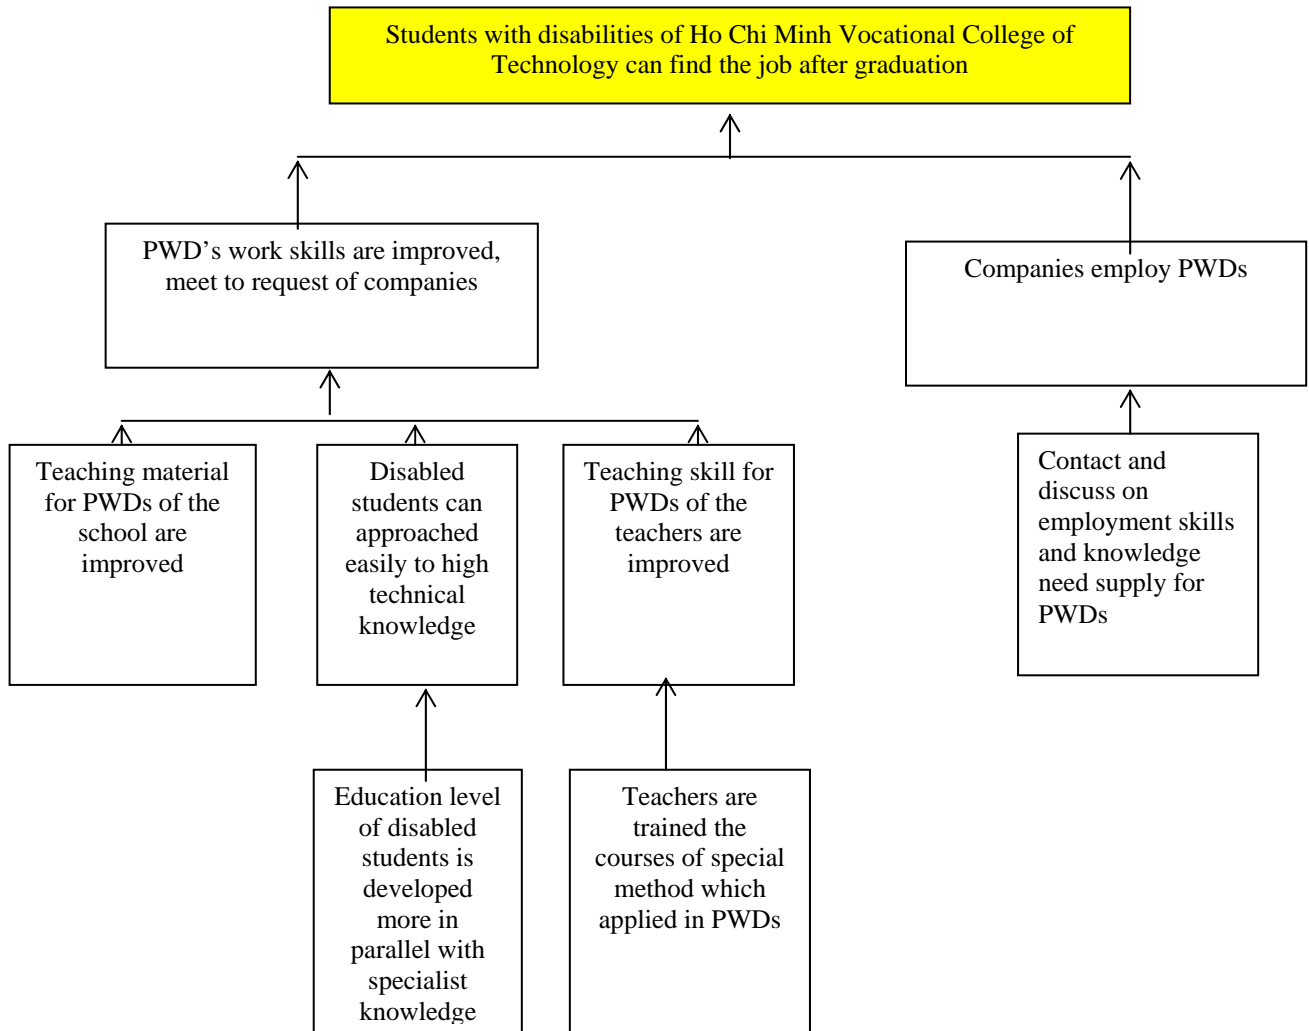 Students with disabilities of Ho Chi Minh Vocational College of
Technology can find the job after graduation
PWD’s work skills are improved,
meet to request of companies
Companies employ PWDs
Teaching material
for PWDs of the
school are
improved
Disabled
students can
approached
easily to high
technical
knowledge
Teaching skill for
PWDs of the
teachers are
improved
Contact and
discuss on
employment skills
and knowledge
need supply for
PWDs
Education level
of disabled
students is
developed
more in
parallel with
specialist
knowledge
Teachers are
trained the
courses of special
method which
applied in PWDs